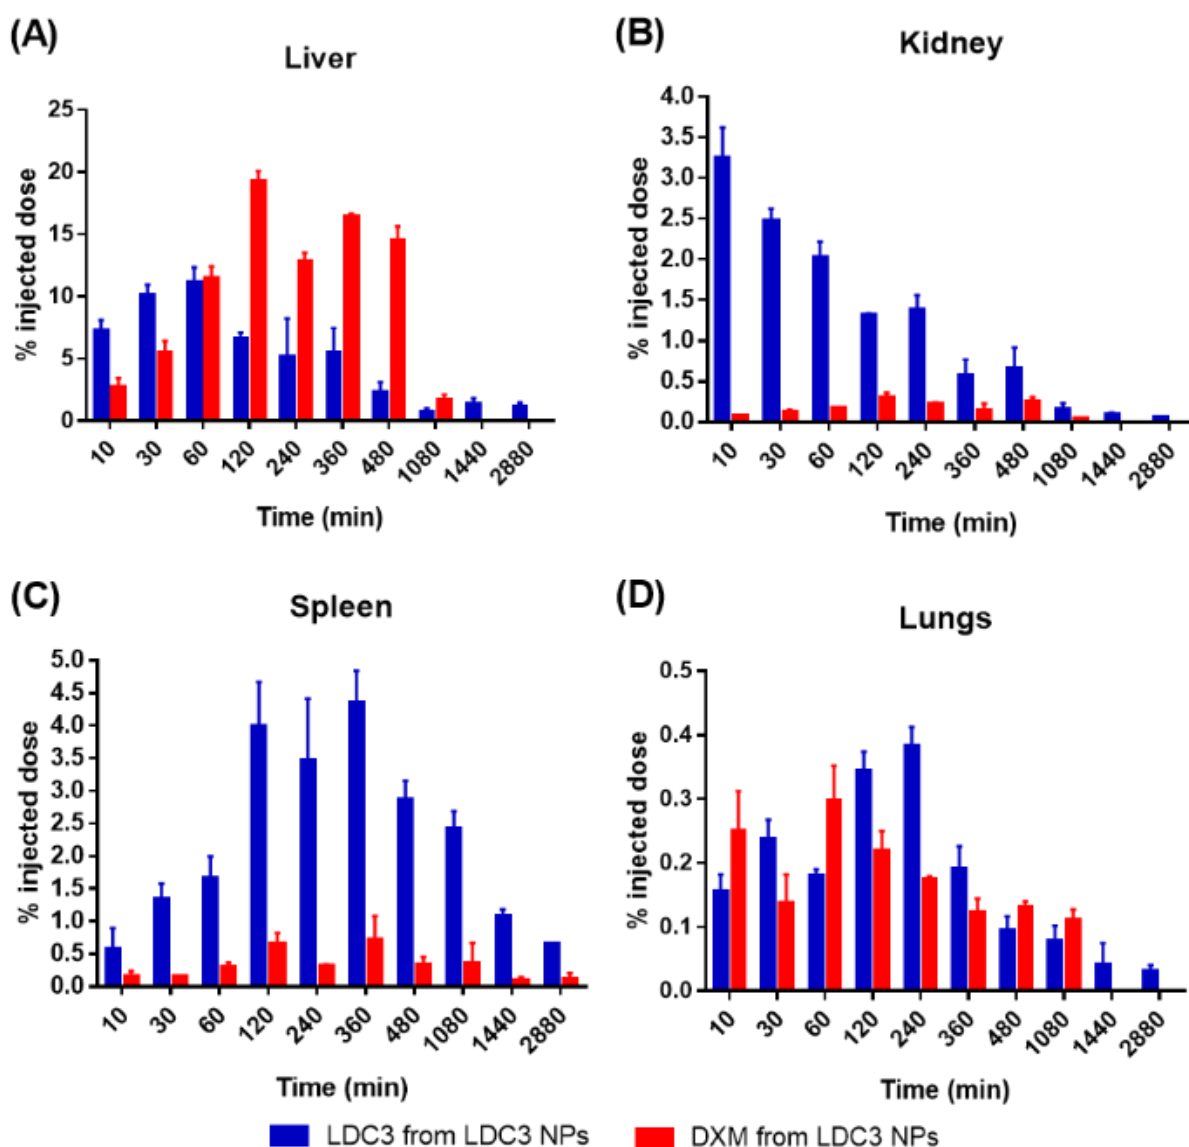 (A)
Liver
% injected dose
25
20
15
10
5
0
10 30 60 120 240 360 480 1080 1440 2880
Time (min)
(B)
Kidney
% injected dose
4.0
3.5
3.0
2.5
2.0
1.5
1.0
0.5
0.0
10 30 60 120 240 360 480 1080 1440 2880
Time (min)
(C)
Spleen
% injected dose
5.0
4.5
4.0
3.5
3.0
2.5
2.0
1.5
1.0
0.5
0.0
10 30 60 120 240 360 480 1080 1440 2880
Time (min)
(D)
Lungs
% injected dose
0.5
0.4
0.3
0.2
0.1
0.0
10 30 60 120 240 360 480 1080 1440 2880
Time (min)
LDC3 from LDC3 NPs
DXM from LDC3 NPs